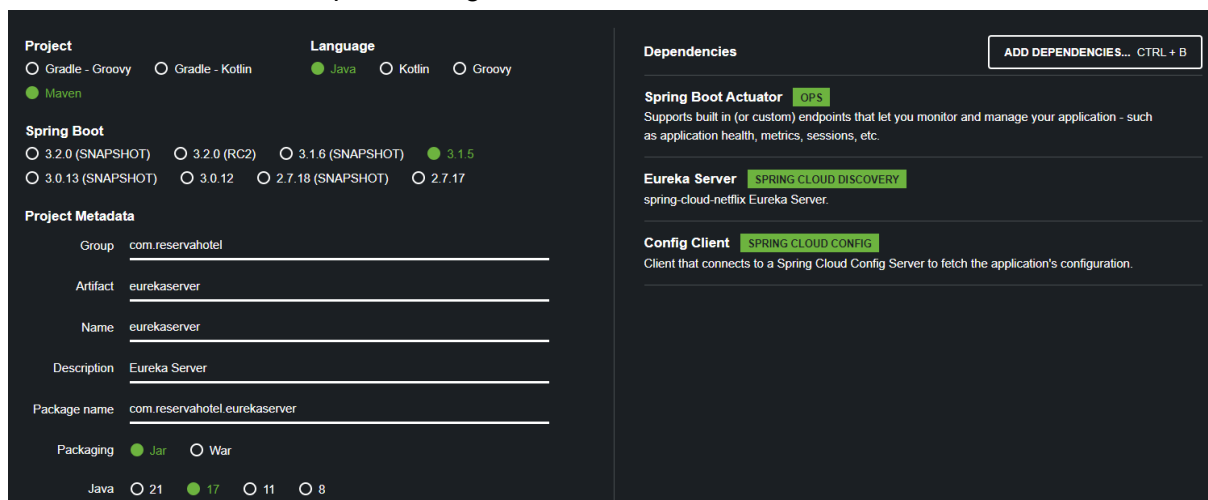 Project
Gradle - Groovy Gradle - Kotlin
Maven
Language
Java Kotlin Groovy
Spring Boot
3.2.0 (SNAPSHOT) 3.2.0 (RC2) 3.1.6 (SNAPSHOT) 3.1.5
3.0.13 (SNAPSHOT) 3.0.12 2.7.18 (SNAPSHOT) 2.7.17
Project Metadata
Group com.reservahotel
Artifact eurekaserver
Name eurekaserver
Description Eureka Server
Package name com.reservahotel.eurekaserver
Packaging Jar War
Java 21 17 11 8
Dependencies ADD DEPENDENCIES... CTRL + B
Spring Boot Actuator OPS
Supports built in (or custom) endpoints that let you monitor and manage your application - such
as application health, metrics, sessions, etc.
Eureka Server SPRING CLOUD DISCOVERY
spring-cloud-netflix Eureka Server.
Config Client SPRING CLOUD CONFIG
Client that connects to a Spring Cloud Config Server to fetch the application's configuration.